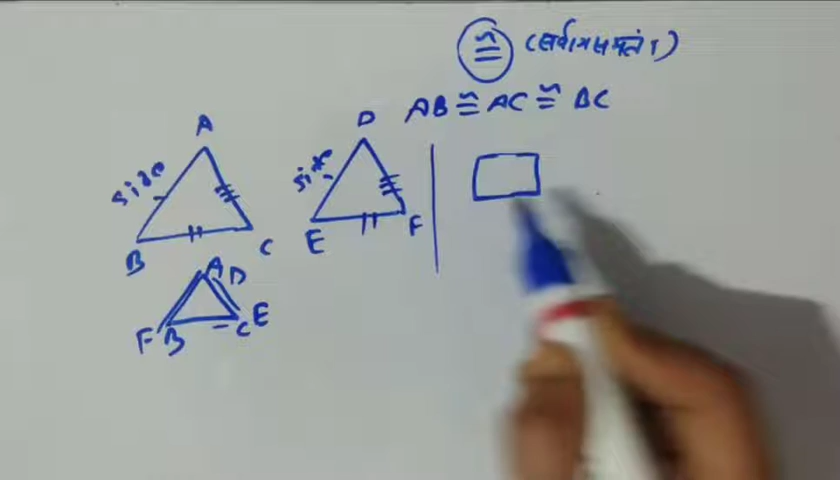 ≅ (सर्वांगसमता)
AB ≅ AC ≅ BC
A
D
side
side
B
C
E
F
A D
F B C E